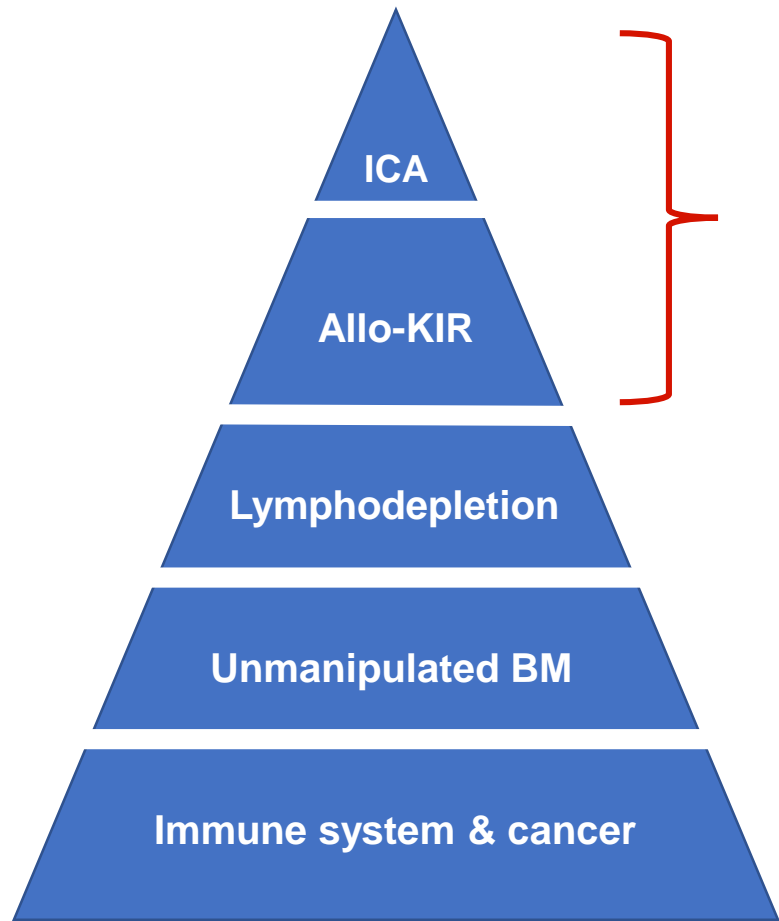 ICA
Allo-KIR
Lymphodepletion
Unmanipulated BM
Immune system & cancer